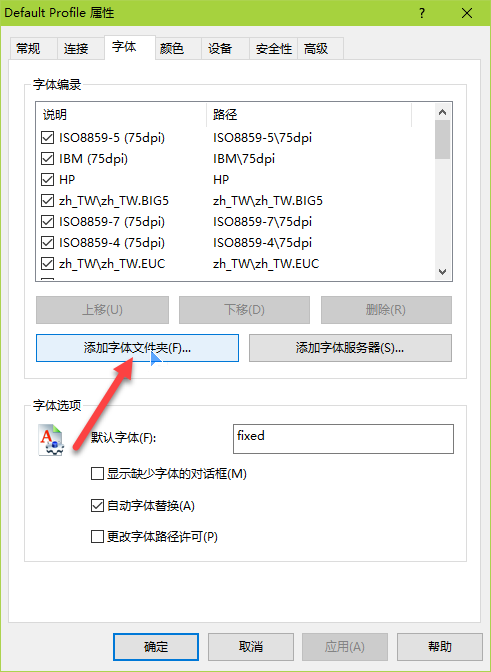 Default Profile 属性
?
常规 连接 字体 颜色 设备 安全性 高级
字体编录
说明 路径
ISO8859-5 (75dpi) ISO8859-5\75dpi
IBM (75dpi) IBM\75dpi
HP HP
zh_TW\zh_TW.BIG5 zh_TW\zh_TW.BIG5
ISO8859-7 (75dpi) ISO8859-7\75dpi
ISO8859-4 (75dpi) ISO8859-4\75dpi
zh_TW\zh_TW.EUC zh_TW\zh_TW.EUC
上移(U) 下移(D) 删除(R)
添加字体文件夹(F)... 添加字体服务器(S)...
字体选项
默认字体(F): fixed
显示缺少字体的对话框(M)
自动字体替换(A)
更改字体路径许可(P)
确定 取消 应用(A) 帮助